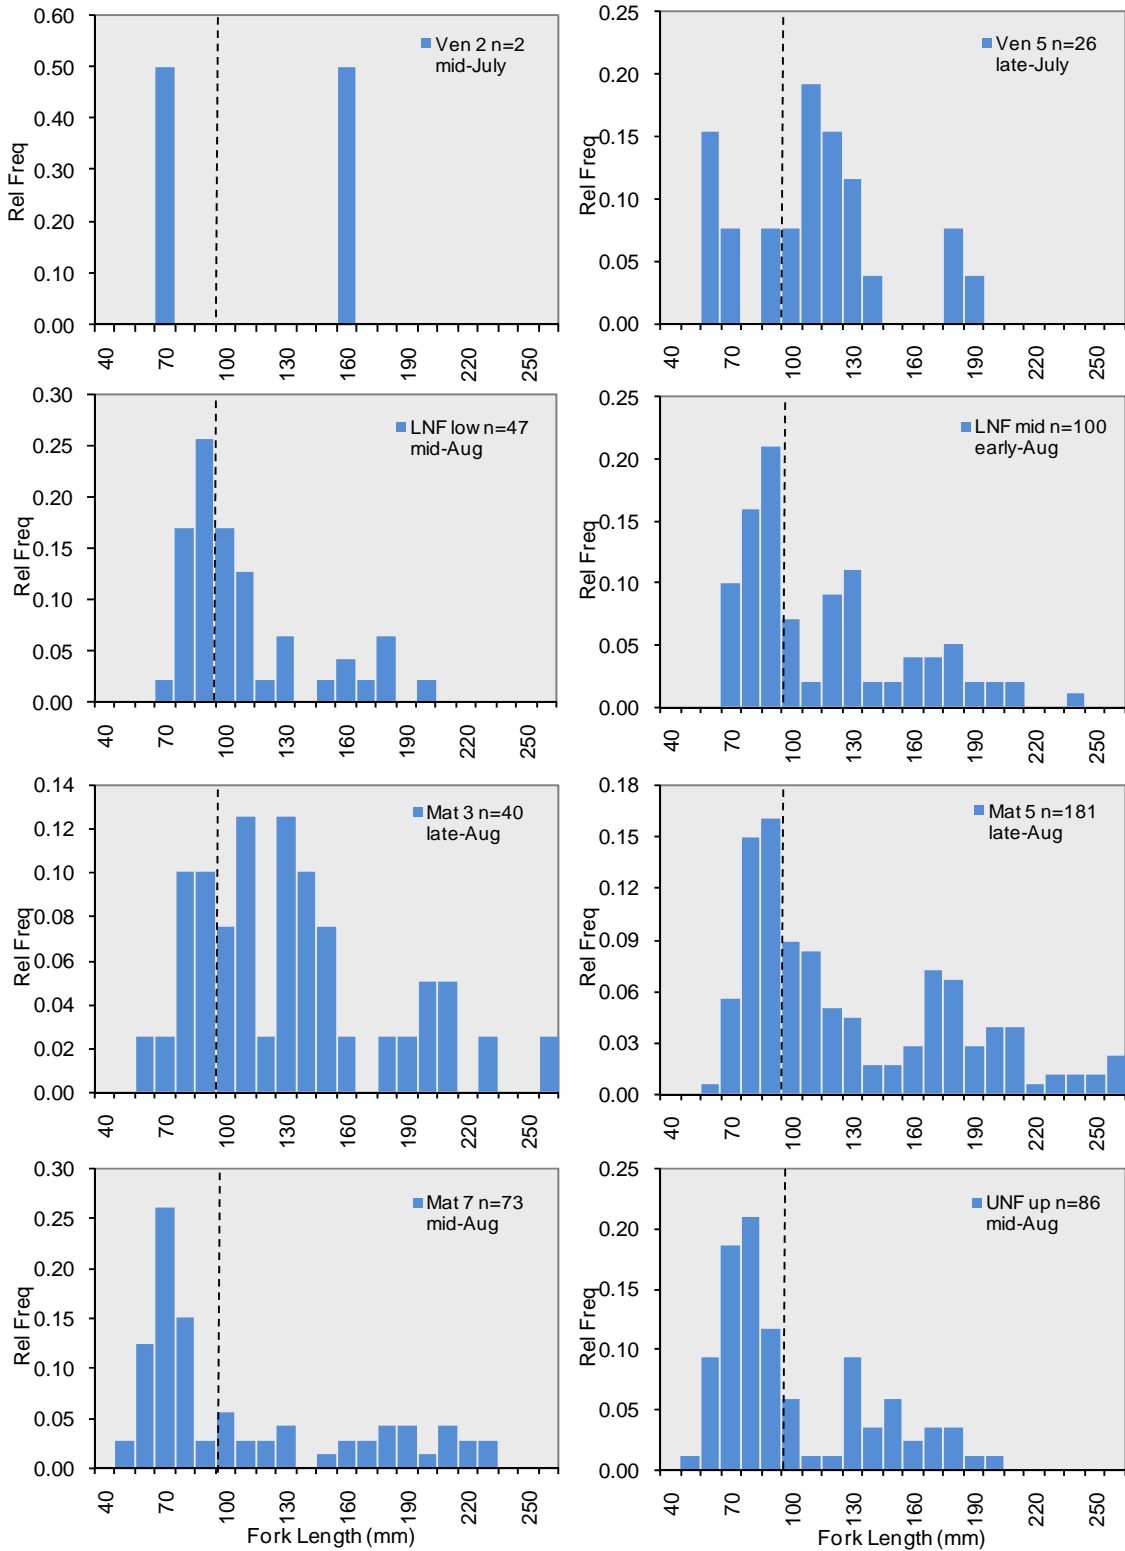 Ven 2 n=2
mid-July
Rel Freq
0.60
0.50
0.40
0.30
0.20
0.10
0.00
40 70 100 130 160 190 220 250
Ven 5 n=26
late-July
Rel Freq
0.25
0.20
0.15
0.10
0.05
0.00
40 70 100 130 160 190 220 250
LNF low n=47
mid-Aug
Rel Freq
0.30
0.25
0.20
0.15
0.10
0.05
0.00
40 70 100 130 160 190 220 250
LNF mid n=100
early-Aug
Rel Freq
0.25
0.20
0.15
0.10
0.05
0.00
40 70 100 130 160 190 220 250
Mat 3 n=40
late-Aug
Rel Freq
0.14
0.12
0.10
0.08
0.06
0.04
0.02
0.00
40 70 100 130 160 190 220 250
Mat 5 n=181
late-Aug
Rel Freq
0.18
0.15
0.12
0.09
0.06
0.03
0.00
40 70 100 130 160 190 220 250
Mat 7 n=73
mid-Aug
Rel Freq
0.30
0.25
0.20
0.15
0.10
0.05
0.00
40 70 100 130 160 190 220 250
Fork Length (mm)
UNF up n=86
mid-Aug
Rel Freq
0.25
0.20
0.15
0.10
0.05
0.00
40 70 100 130 160 190 220 250
Fork Length (mm)